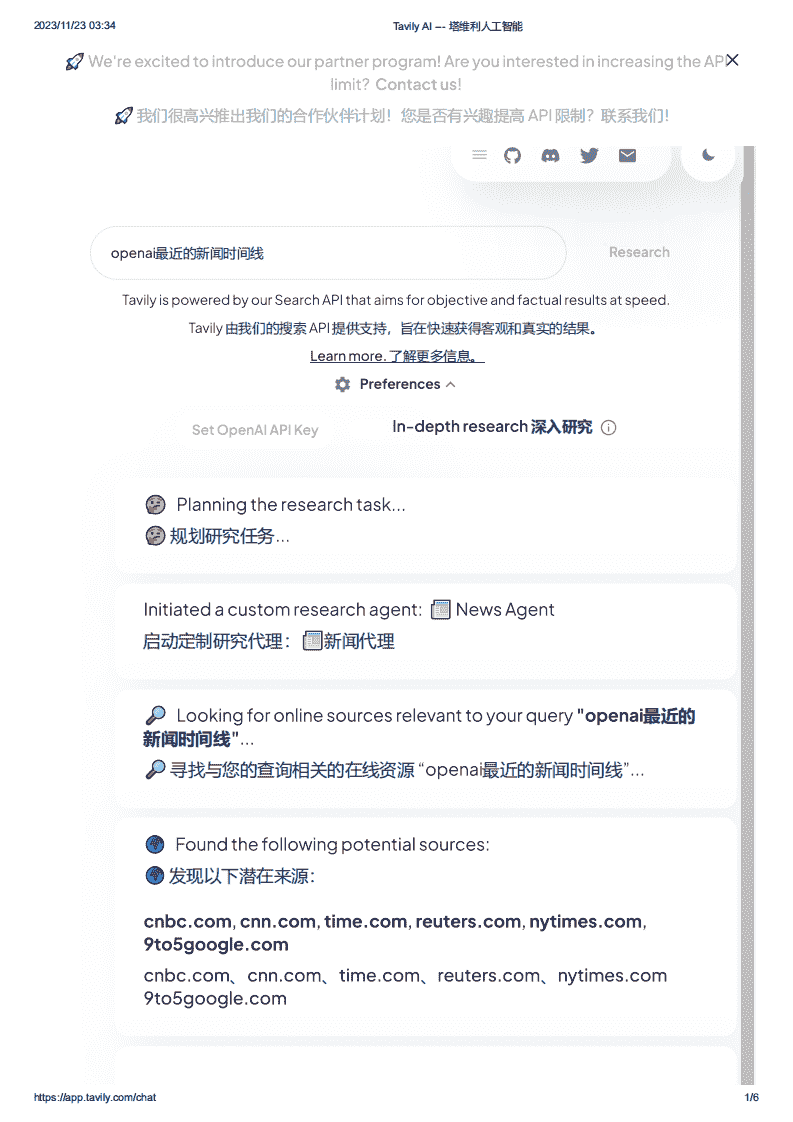 2023/11/23 03:34
Tavily AI –- 塔维利人工智能
We're excited to introduce our partner program! Are you interested in increasing the API
limit? Contact us!
我们很高兴推出我们的合作伙伴计划！您是否有兴趣提高 API 限制？联系我们！
openai最近的新闻时间线
Research
Tavily is powered by our Search API that aims for objective and factual results at speed.
Tavily 由我们的搜索 API 提供支持，旨在快速获得客观和真实的结果。
Learn more. 了解更多信息。
Preferences
Set OpenAI API Key
In-depth research 深入研究
Planning the research task...
规划研究任务...
Initiated a custom research agent: News Agent
启动定制研究代理：新闻代理
Looking for online sources relevant to your query "openai最近的
新闻时间线"...
寻找与您的查询相关的在线资源 “openai最近的新闻时间线”...
Found the following potential sources:
发现以下潜在来源：
cnbc.com, cnn.com, time.com, reuters.com, nytimes.com,
9to5google.com
cnbc.com、cnn.com、time.com、reuters.com、nytimes.com
9to5google.com
https://app.tavily.com/chat
1/6